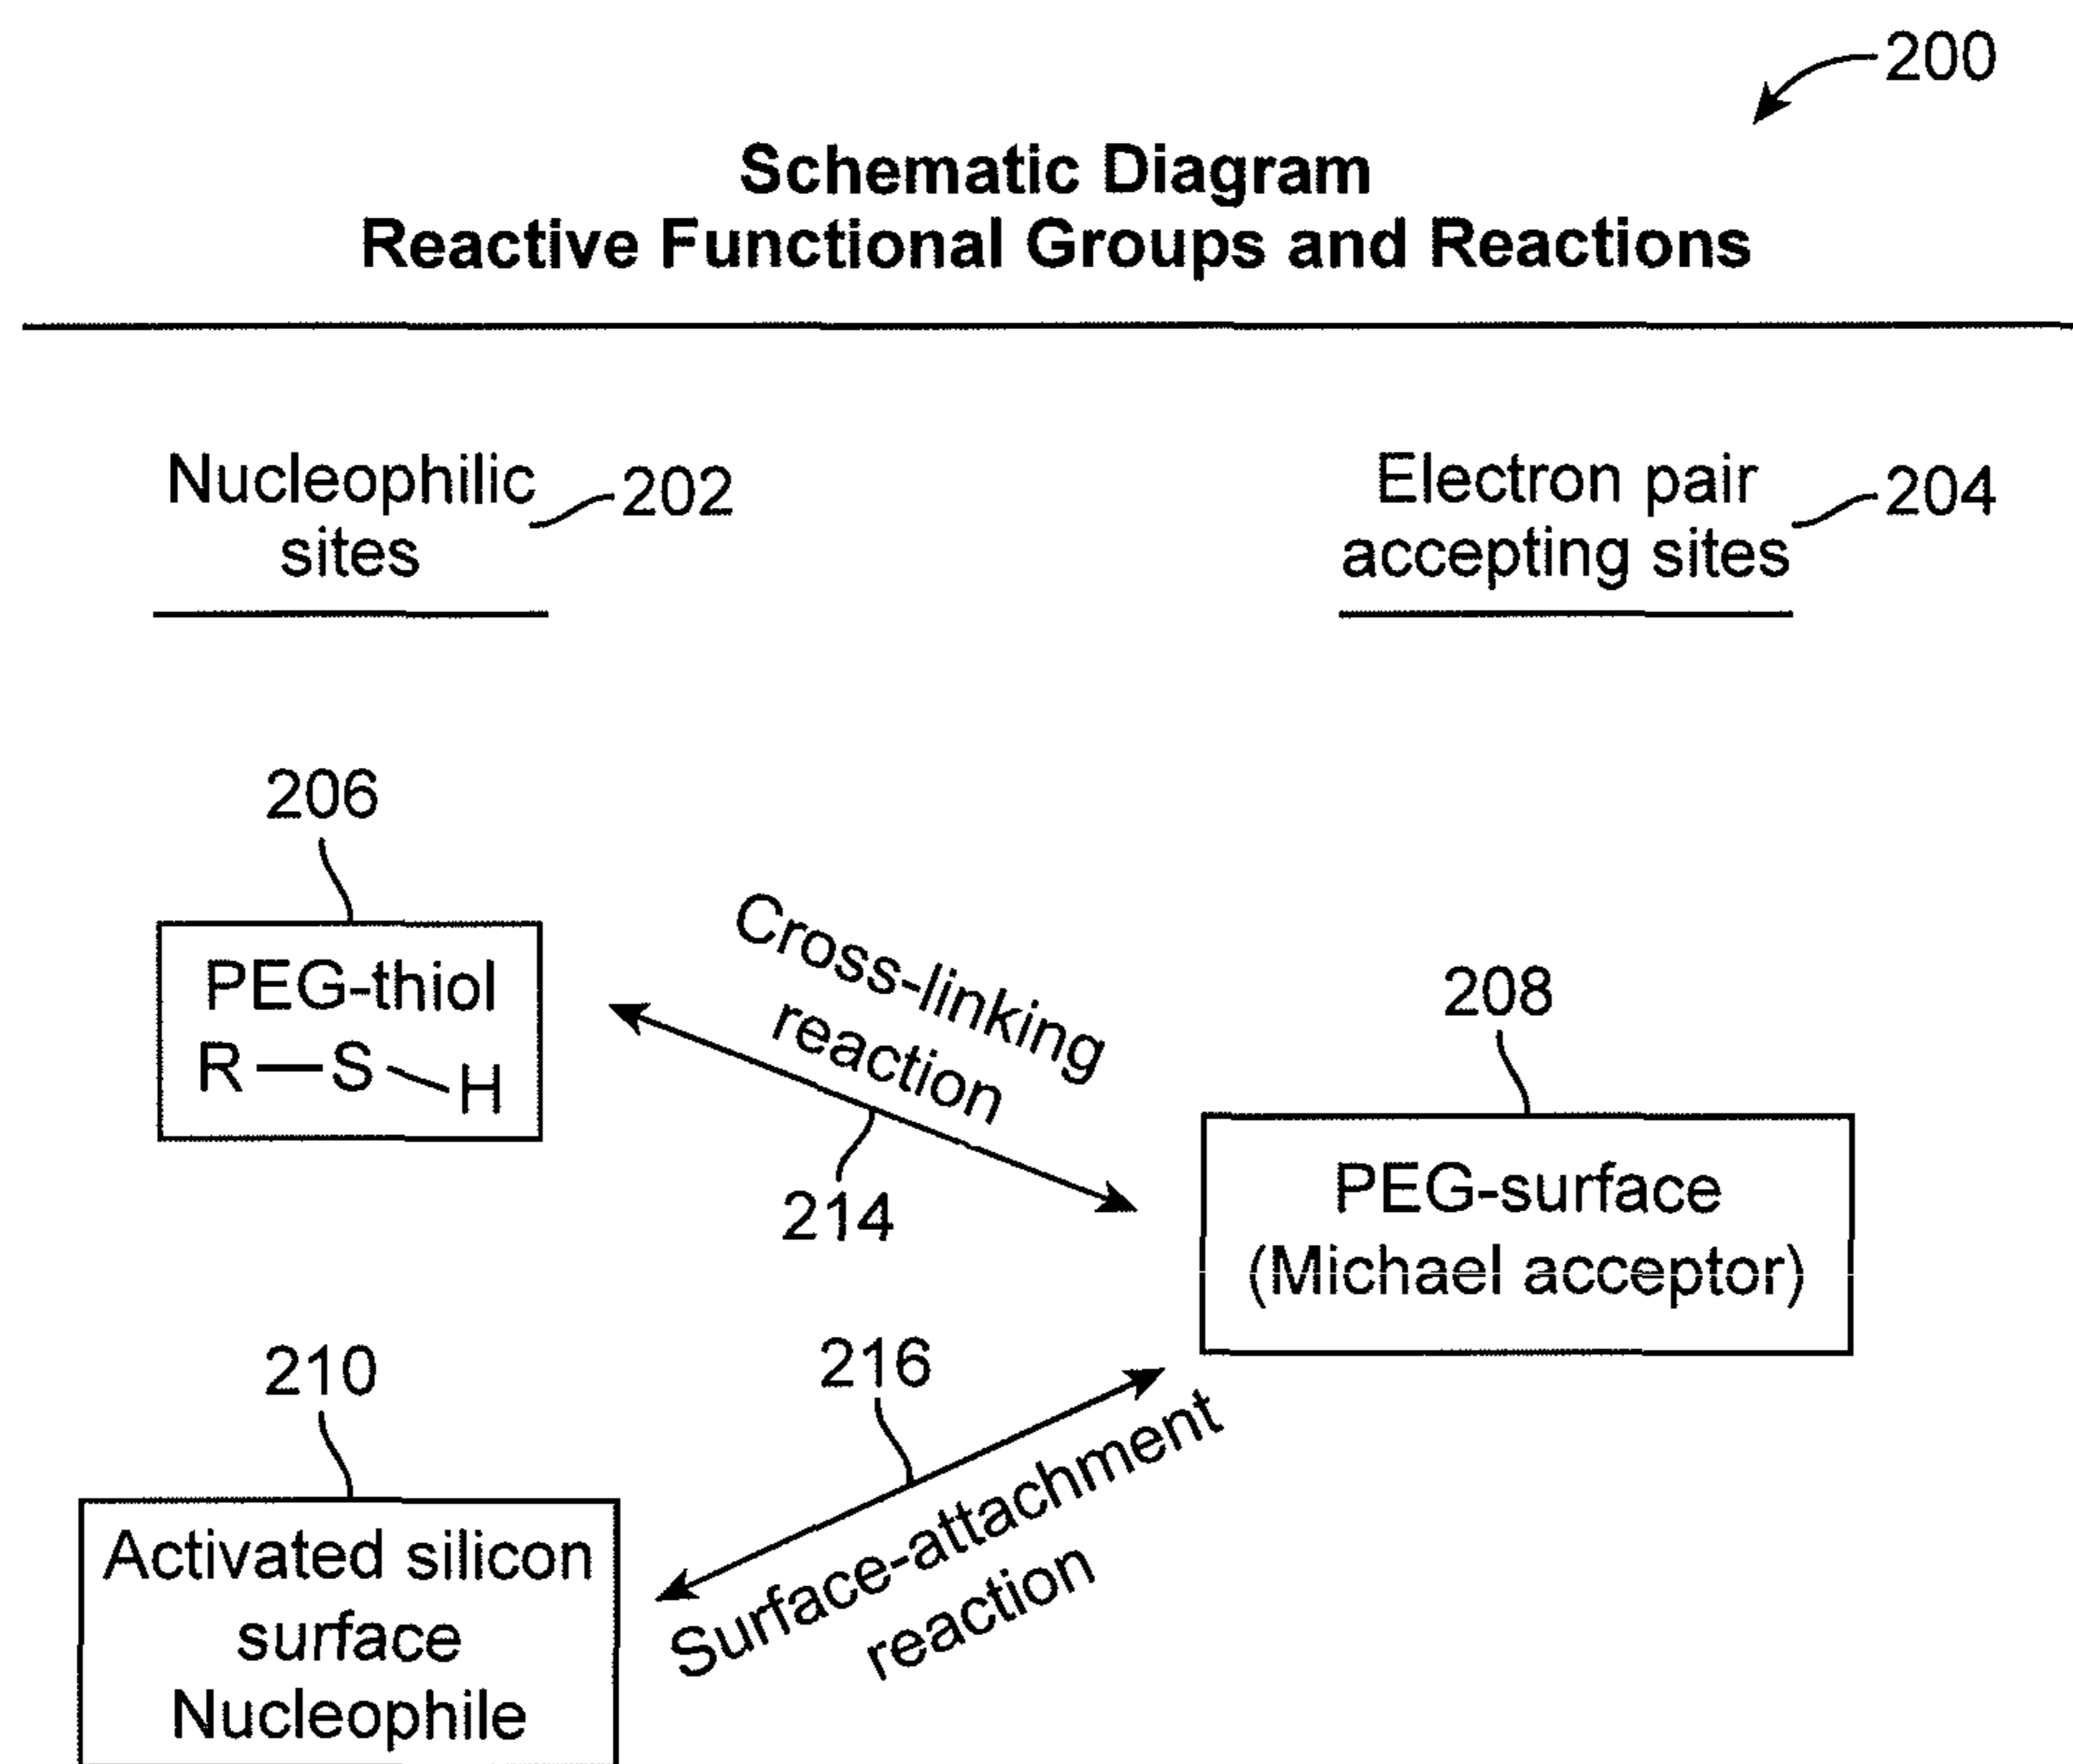 200
Schematic Diagram
Reactive Functional Groups and Reactions
Nucleophilic
sites
202
Electron pair
accepting sites
204
206
PEG-thiol
R—S—H
Cross-linking
reaction
214
208
PEG-surface
(Michael acceptor)
210
Activated silicon
surface
Nucleophile
216
Surface-attachment
reaction